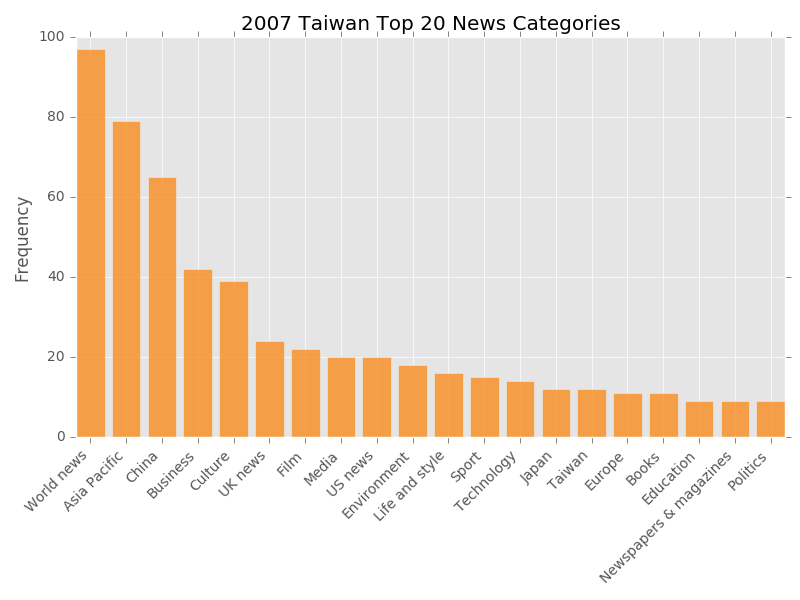 2007 Taiwan Top 20 News Categories
100
80
60
40
20
0
Frequency
World news
Asia Pacific
China
Business
Culture
UK news
Film
Media
US news
Environment
Life and style
Sport
Technology
Japan
Taiwan
Europe
Books
Education
Newspapers & magazines
Politics